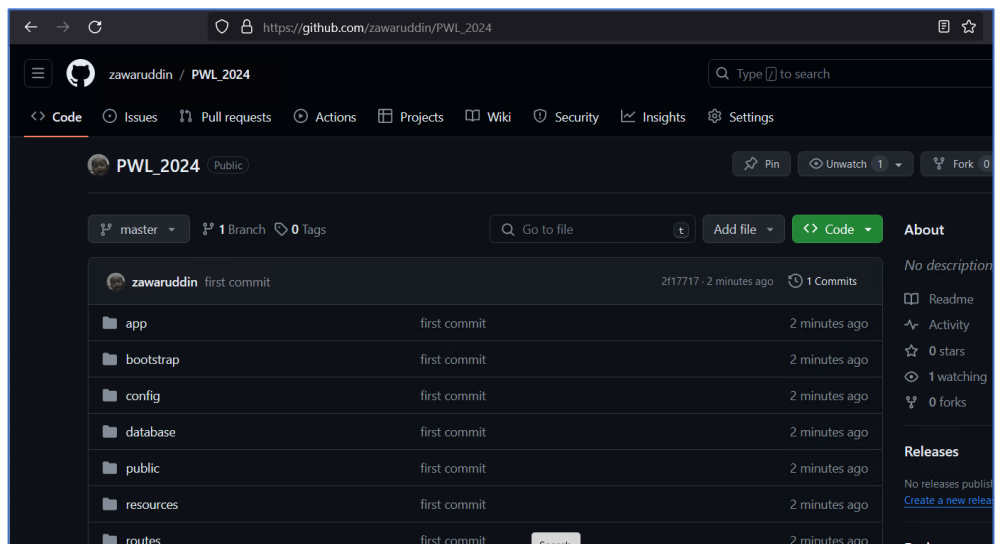 https://github.com/zawaruddin/PWL_2024
zawaruddin / PWL_2024
Type / to search
Code Issues Pull requests Actions Projects Wiki Security Insights Settings
PWL_2024 Public
Pin Unwatch 1 Fork 0
master 1 Branch 0 Tags Go to file t Add file Code
About
zawaruddin first commit 2f17717 · 2 minutes ago 1 Commits
No description
Readme
app first commit 2 minutes ago
Activity
0 stars
bootstrap first commit 2 minutes ago
1 watching
config first commit 2 minutes ago
0 forks
database first commit 2 minutes ago
Releases
public first commit 2 minutes ago
No releases publish
Create a new relea
resources first commit 2 minutes ago
routes first commit 2 minutes ago